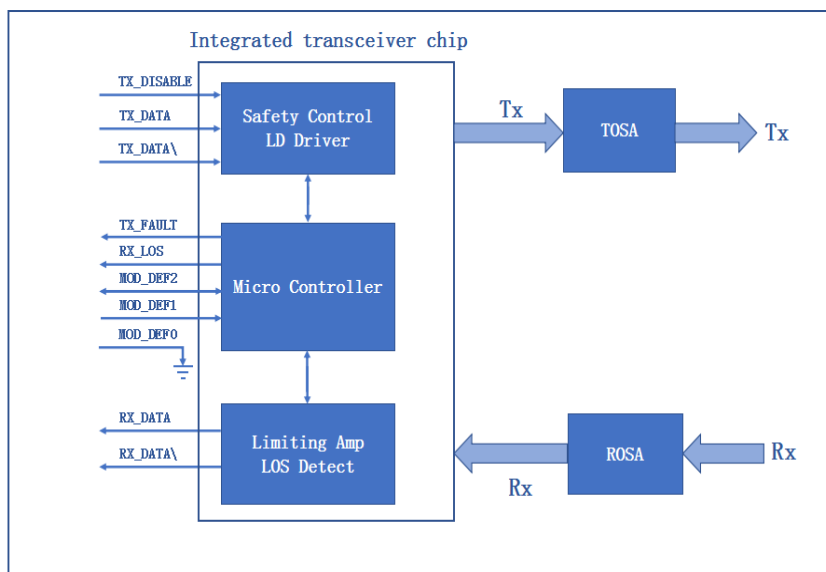 Integrated transceiver chip
TX_DISABLE
TX_DATA
TX_DATA\
Safety Control
LD Driver
Tx
TOSA
Tx
TX_FAULT
RX_LOS
MOD_DEF2
MOD_DEF1
MOD_DEF0
Micro Controller
RX_DATA
RX_DATA\
Limiting Amp
LOS Detect
Rx
ROSA
Rx